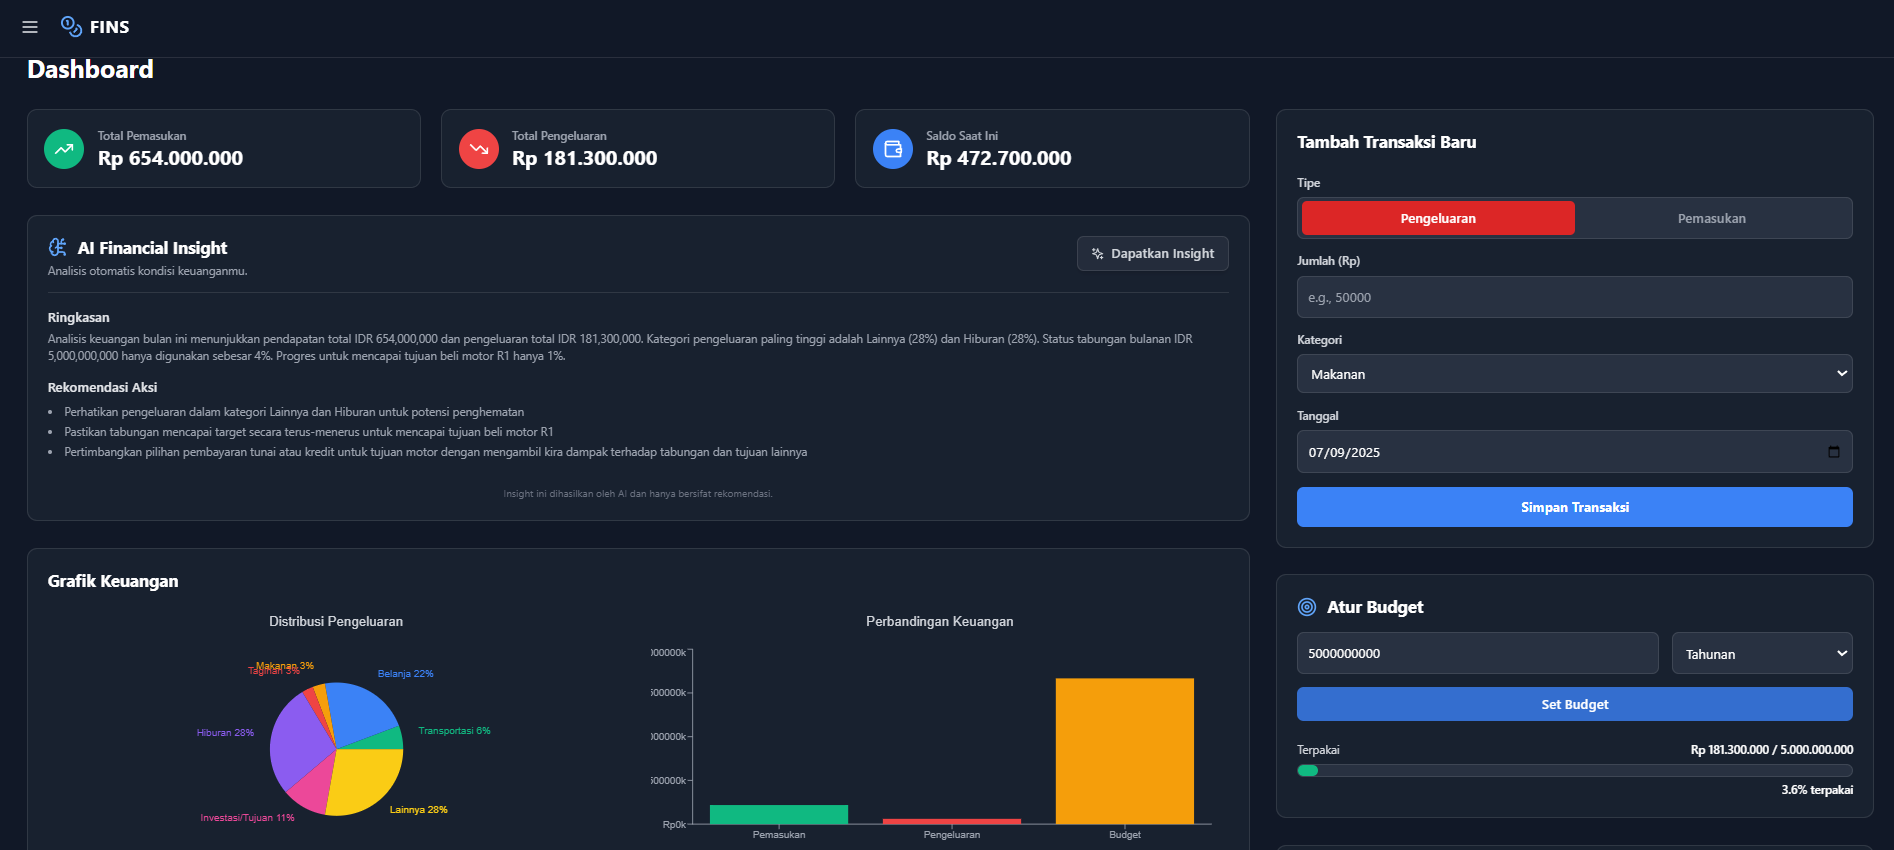 FINS
Dashboard
Total Pemasukan
Rp 654.000.000
Total Pengeluaran
Rp 181.300.000
Saldo Saat Ini
Rp 472.700.000
AI Financial Insight
Analisis otomatis kondisi keuanganmu.
Dapatkan Insight
Ringkasan
Analisis keuangan bulan ini menunjukkan pendapatan total IDR 654,000,000 dan pengeluaran total IDR 181,300,000. Kategori pengeluaran paling tinggi adalah Lainnya (28%) dan Hiburan (28%). Status tabungan bulanan IDR
5,000,000,000 hanya digunakan sebesar 4%. Progres untuk mencapai tujuan beli motor R1 hanya 1%.
Rekomendasi Aksi
• Perhatikan pengeluaran dalam kategori Lainnya dan Hiburan untuk potensi penghematan
• Pastikan tabungan mencapai target secara terus-menerus untuk mencapai tujuan beli motor R1
• Pertimbangkan pilihan pembayaran tunai atau kredit untuk tujuan motor dengan mengambil kira dampak terhadap tabungan dan tujuan lainnya
Insight ini dihasilkan oleh AI dan hanya bersifat rekomendasi.
Grafik Keuangan
Distribusi Pengeluaran
Makanan 3%
Tagihan 3%
Belanja 22%
Transportasi 6%
Hiburan 28%
Lainnya 28%
Investasi/Tujuan 11%
Perbandingan Keuangan
000000k
500000k
000000k
500000k
Rp0k
Pemasukan
Pengeluaran
Budget
Tambah Transaksi Baru
Tipe
Pengeluaran
Pemasukan
Jumlah (Rp)
e.g., 50000
Kategori
Makanan
Tanggal
07/09/2025
Simpan Transaksi
Atur Budget
5000000000
Tahunan
Set Budget
Terpakai
Rp 181.300.000 / 5.000.000.000
3.6% terpakai